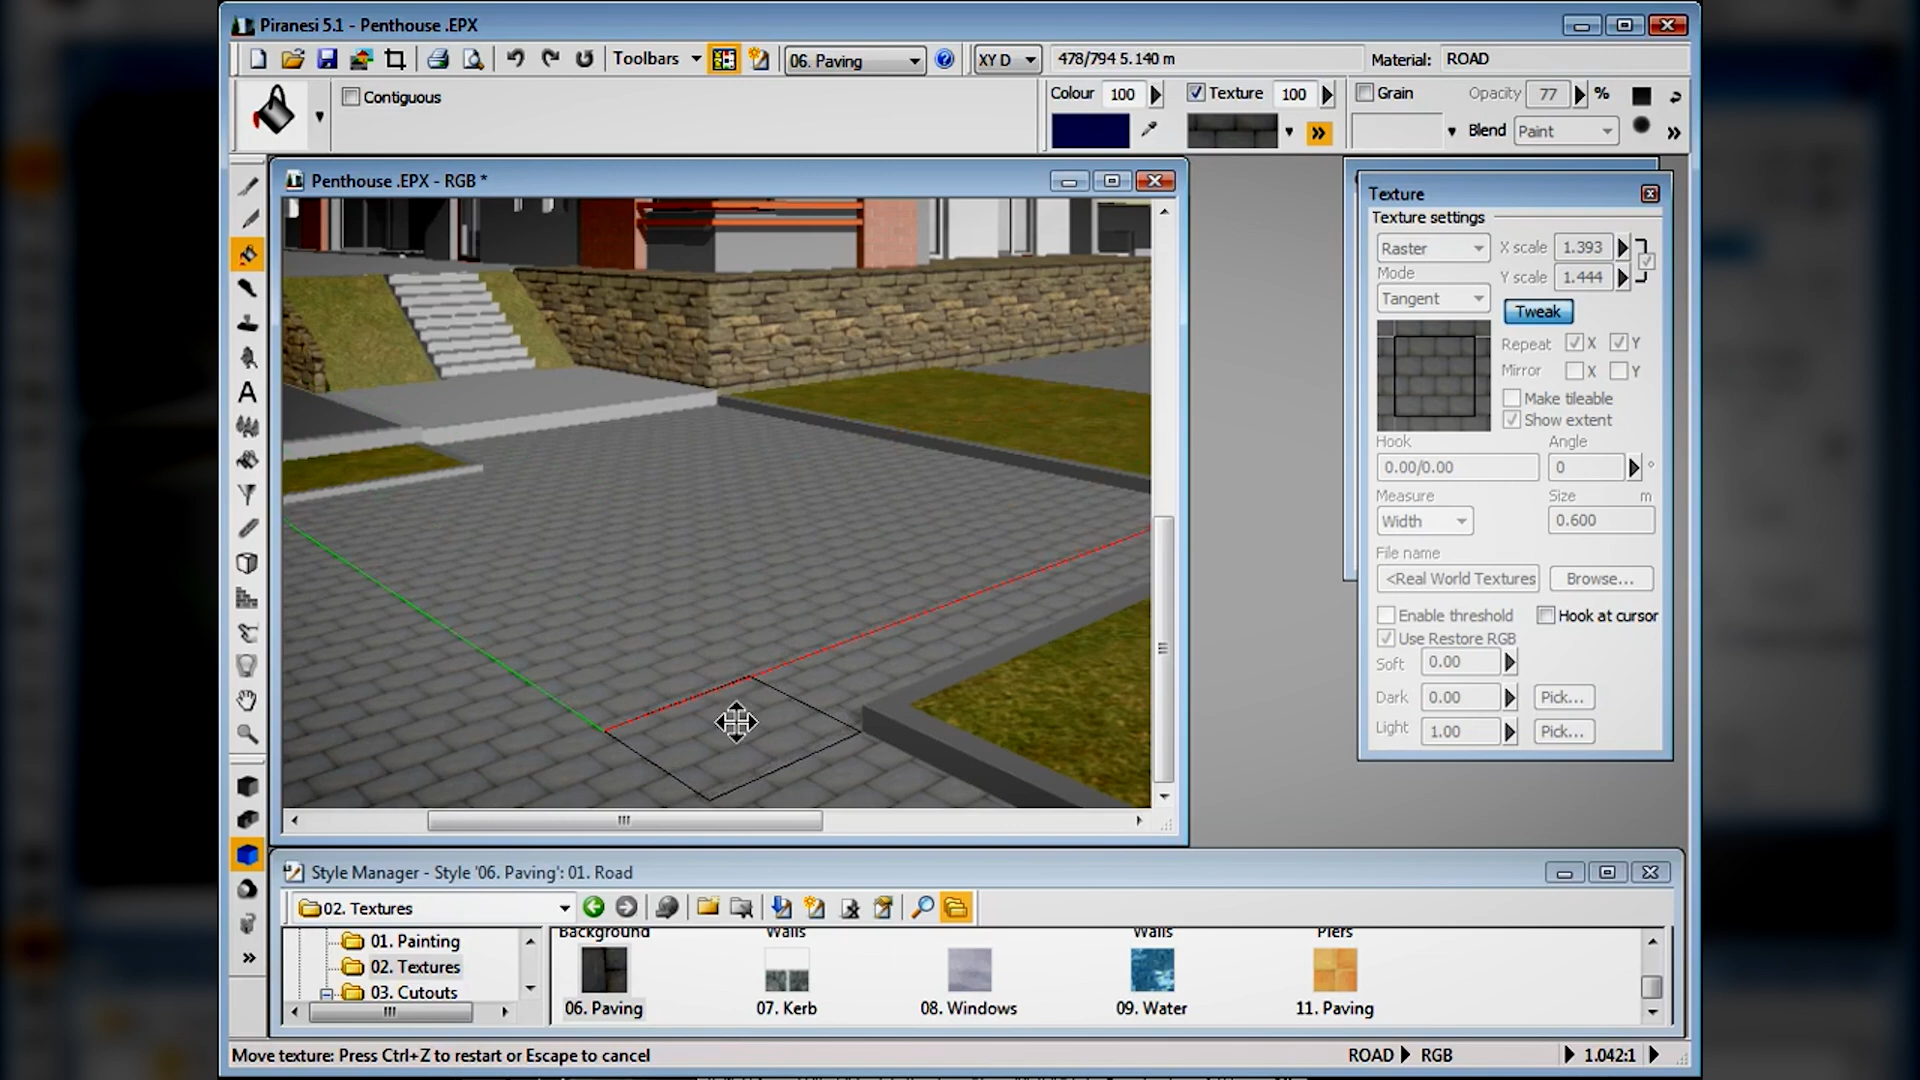 Piranesi 5.1 - Penthouse .EPX
Toolbars
06. Paving
XY D
478/794 5.140 m
Material: ROAD
Contiguous
Colour 100
Texture 100
Grain
Opacity 77 %
Blend Paint
Penthouse .EPX - RGB *
A
Texture
Texture settings
Raster
X scale 1.393
Mode
Y scale 1.444
Tangent
Tweak
Repeat X Y
Mirror X Y
Make tileable
Show extent
Hook
Angle
0.00/0.00
0 °
Measure
Size m
Width
0.600
File name
<Real World Textures
Browse...
Enable threshold
Hook at cursor
Use Restore RGB
Soft 0.00
Dark 0.00 Pick...
Light 1.00 Pick...
Style Manager - Style '06. Paving': 01. Road
02. Textures
01. Painting
02. Textures
03. Cutouts
Background
Walls
Walls
Piers
06. Paving
07. Kerb
08. Windows
09. Water
11. Paving
Move texture: Press Ctrl+Z to restart or Escape to cancel
ROAD RGB
1.042:1